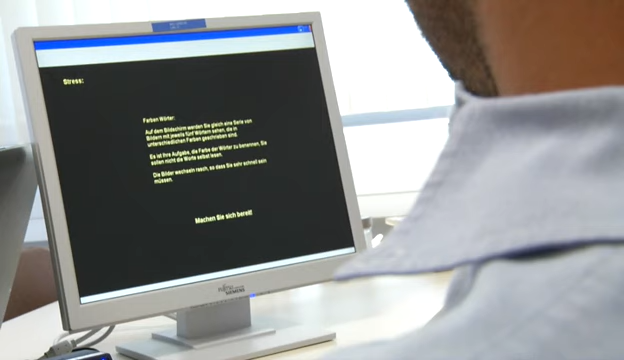 Stress:
Farben Wörter:
Auf dem Bildschirm werden Sie gleich eine Serie von
Bildern mit jeweils fünf Wörtern sehen, die in
unterschiedlichen Farben geschrieben sind.
Es ist Ihre Aufgabe, die Farbe der Wörter zu benennen, Sie
sollen nicht die Worte selbst lesen.
Die Bilder wechseln rasch, so dass Sie sehr schnell sein
müssen.
Machen Sie sich bereit!
FUJITSU
SIEMENS